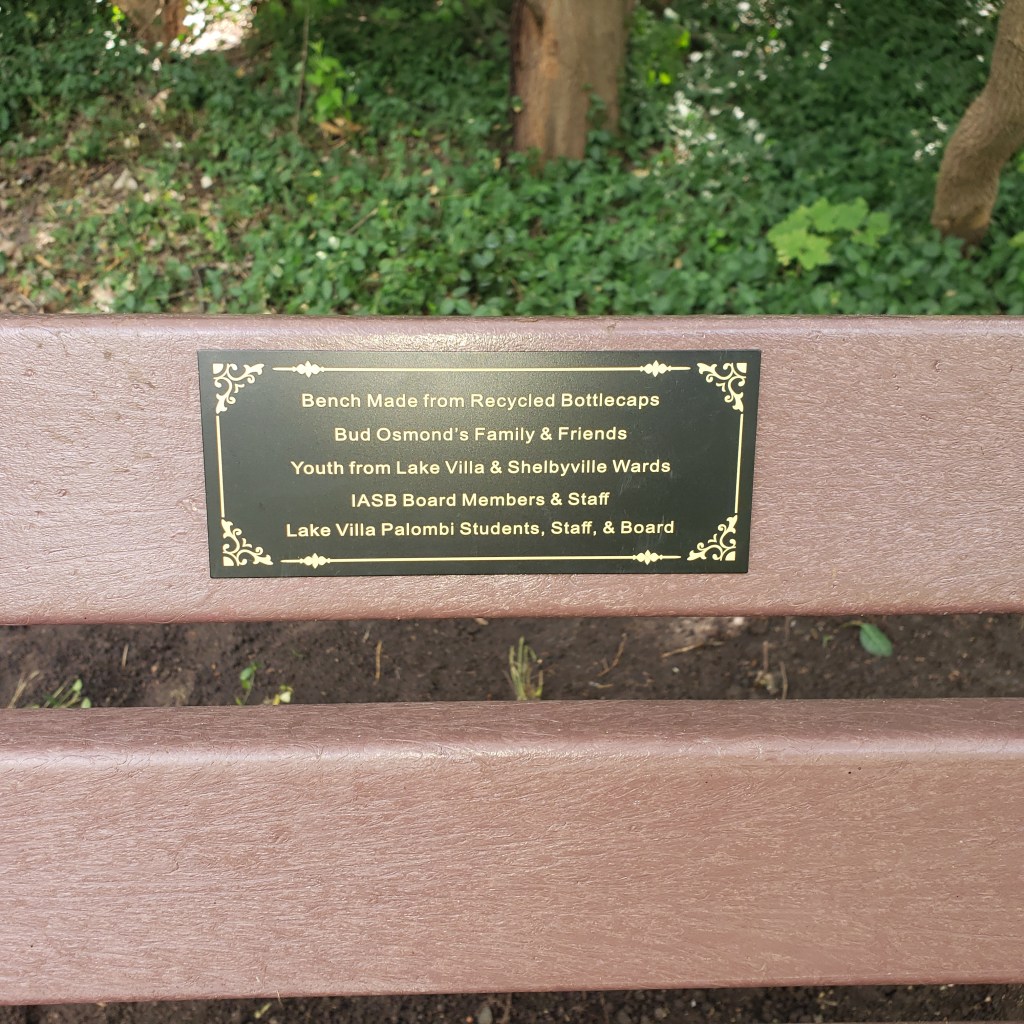 Bench Made from Recycled Bottlecaps
Bud Osmond's Family & Friends
Youth from Lake Villa & Shelbyville Wards
IASB Board Members & Staff
Lake Villa Palombi Students, Staff, & Board